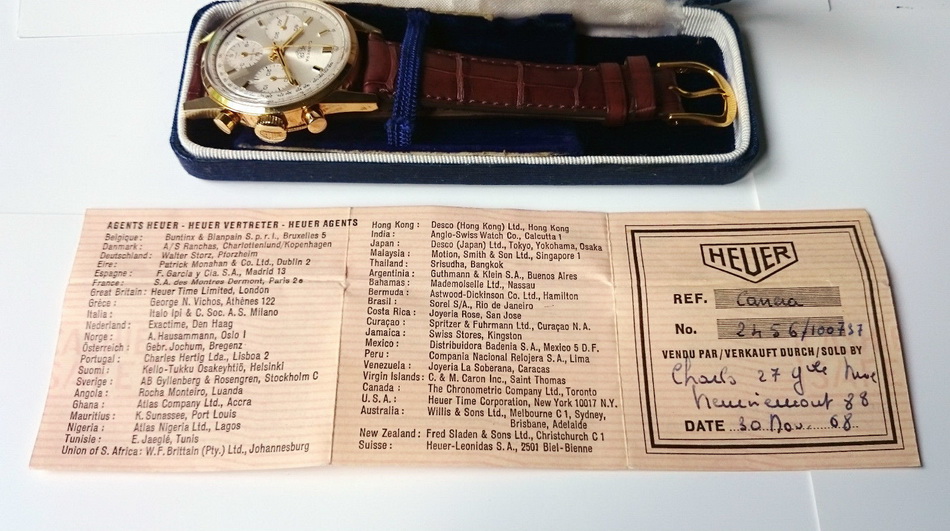 AGENTS HEUER - HEUER VERTRETER - HEUER AGENTS
Belgique: Buntinx & Blanpain S.p.r.l., Bruxelles 5
Danmark: A/S Ranchas, Charlottenlund/Kopenhagen
Deutschland: Walter Storz, Pforzheim
Eire: Patrick Monahan & Co. Ltd., Dublin 2
Espagne: F. Garcia y Cia. S.A., Madrid 13
France: S.A. des Montres Dermont, Paris 2e
Great Britain: Heuer Time Limited, London
Grèce: George N. Vichos, Athènes 122
Italia: Italo Ipi & C. Soc. A. S. Milano
Nederland: Exactime, Den Haag
Norge: A. Hausammann, Oslo 1
Österreich: Gebr. Jochum, Bregenz
Portugal: Charles Hertig Lda., Lisboa 2
Suomi: Kello-Tukku Osakeyhtiö, Helsinki
Sverige: AB Gyllenberg & Rosengren, Stockholm C
Angola: Rocha Monteiro, Luanda
Ghana: Atlas Company Ltd., Accra
Mauritius: K. Sunassee, Port Louis
Nigeria: Atlas Nigeria Ltd., Lagos
Tunisie: E. Jaeglé, Tunis
Union of S. Africa: W.F. Brittain (Pty.) Ltd., Johannesburg
Hong Kong: Desco (Hong Kong) Ltd., Hong Kong
India: Anglo-Swiss Watch Co., Calcutta 1
Japan: Desco (Japan) Ltd., Tokyo, Yokohama, Osaka
Malaysia: Motion, Smith & Son Ltd., Singapore 1
Thailand: Srisudha, Bangkok
Argentinia: Guthmann & Klein S.A., Buenos Aires
Bahamas: Mademoiselle Ltd., Nassau
Bermuda: Astwood-Dickinson Co. Ltd., Hamilton
Brasil: Sorel S/A., Rio de Janeiro
Costa Rica: Joyeria Rose, San Jose
Curaçao: Spritzer & Fuhrmann Ltd., Curaçao N.A.
Jamaica: Swiss Stores, Kingston
Mexico: Distribuidora Badenia S.A., Mexico 5 D.F.
Peru: Compania Nacional Relojera S.A., Lima
Venezuela: Joyeria La Soberana, Caracas
Virgin Islands: C. & M. Caron Inc., Saint Thomas
Canada: The Chronometric Company Ltd., Toronto
U.S.A.: Heuer Time Corporation, New York 10017 N.Y.
Australia: Willis & Sons Ltd., Melbourne C 1, Sydney,
Brisbane, Adelaide
New Zealand: Fred Sladen & Sons Ltd., Christchurch C 1
Suisse: Heuer-Leonidas S.A., 2501 Biel-Bienne
HEUER
REF. Carrera
No. 2456/100737
VENDU PAR/VERKAUFT DURCH/SOLD BY
27
88
DATE 30 Nov. 68